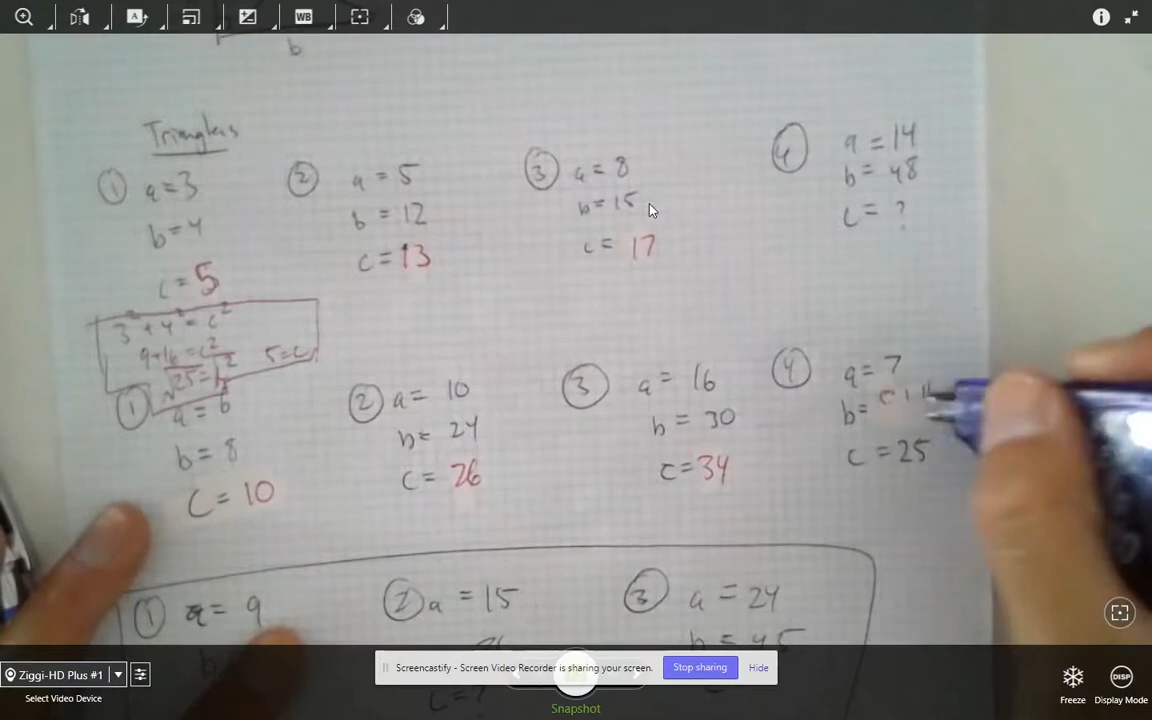 WB
b
Triangles
① a = 3
b = 4
c = 5
② a = 5
b = 12
c = 13
③ a = 8
b = 15
c = 17
④ a = 14
b = 48
c = ?
3² + 4² = c²
9+16 = c²
5 = c
① a = 6
b = 8
c = 10
② a = 10
b = 24
c = 26
③ a = 16
b = 30
c = 34
④ a = 7
b =
c = 25
① a = 9
② a = 15
c = ?
③ a = 24
b = 45
Screencastify - Screen Video Recorder is sharing your screen.
Stop sharing
Hide
Ziggi-HD Plus #1
Select Video Device
Snapshot
Freeze
DISP
Display Mode